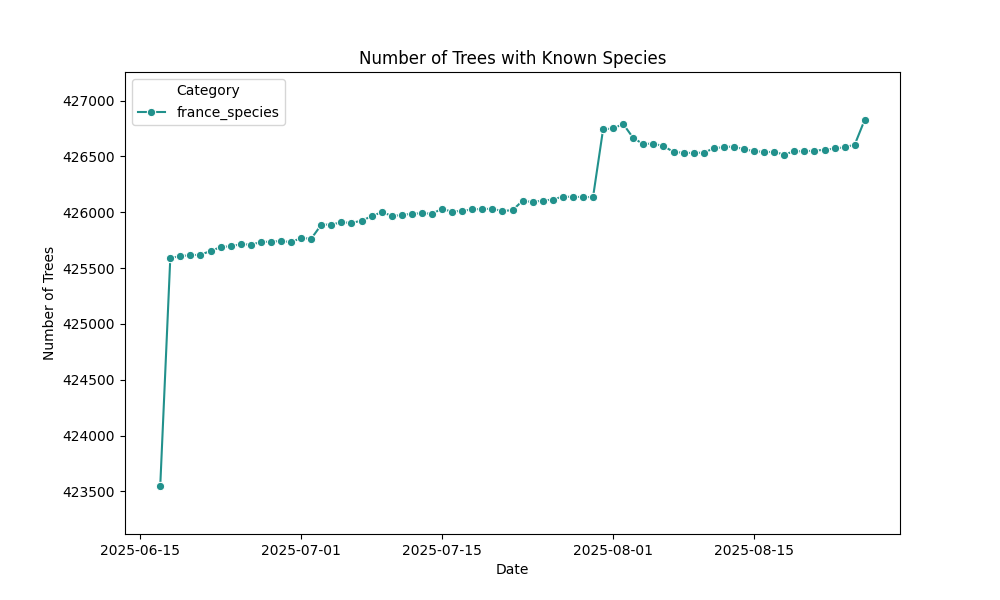 Number of Trees with Known Species
Category
france_species
427000
426500
426000
425500
425000
424500
424000
423500
Number of Trees
2025-06-15
2025-07-01
2025-07-15
2025-08-01
2025-08-15
Date